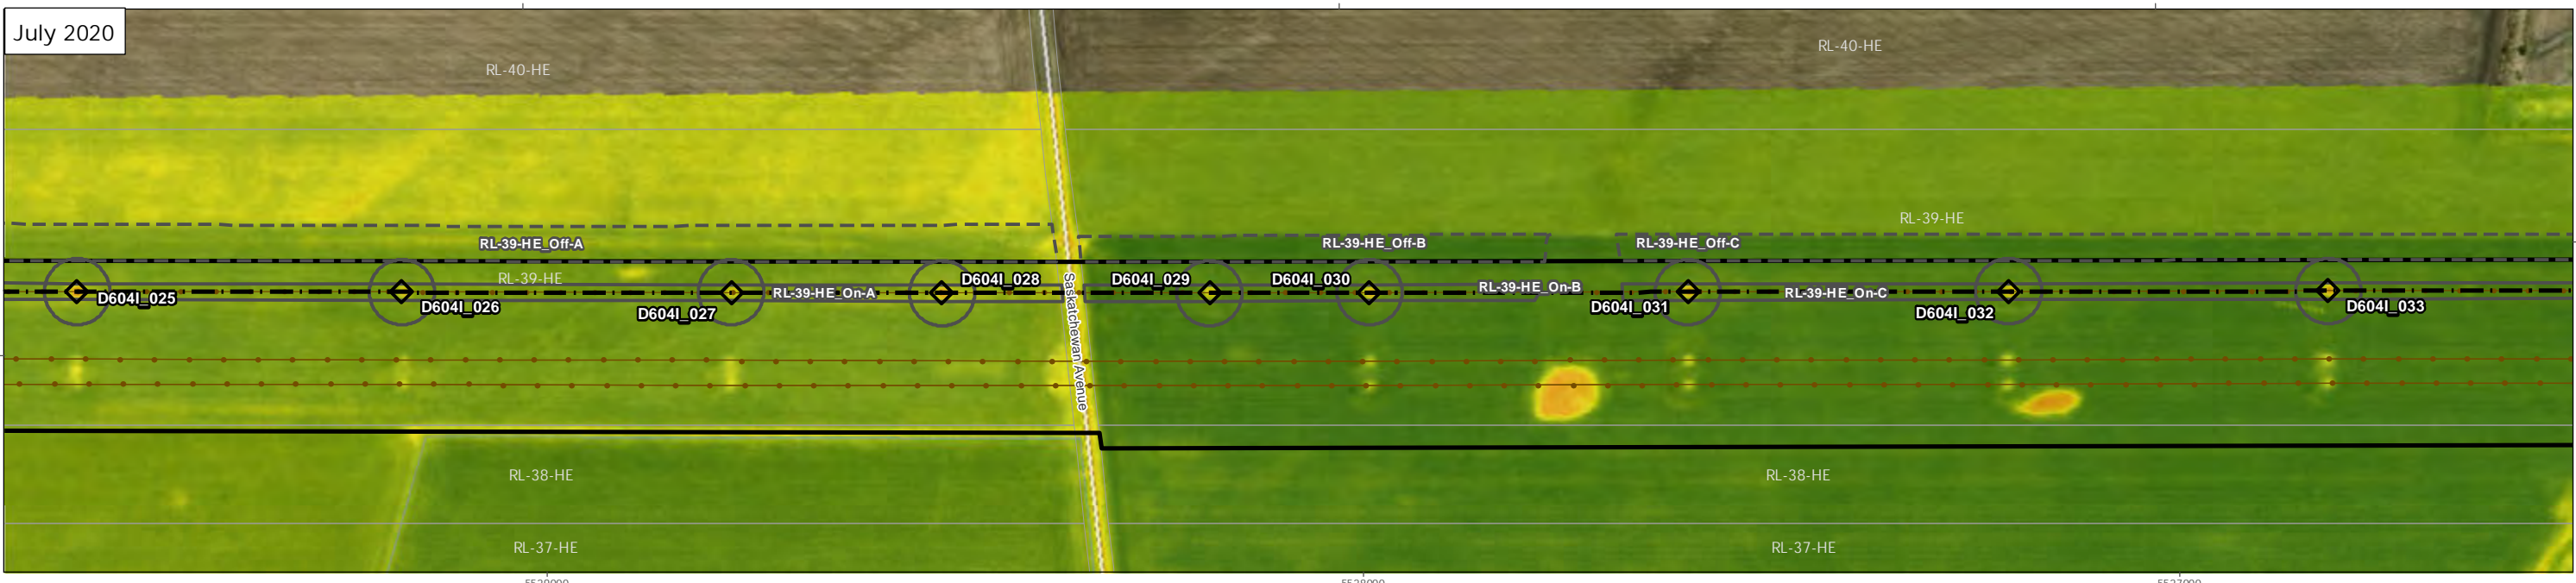 July 2020
RL-40-HE
RL-40-HE
RL-39-HE
RL-39-HE_Off-A
RL-39-HE_Off-B
RL-39-HE_Off-C
RL-39-HE
D604I_025
D604I_026
D604I_027
RL-39-HE_On-A
D604I_028
Saskatchewan Avenue
D604I_029
D604I_030
RL-39-HE_On-B
D604I_031
RL-39-HE_On-C
D604I_032
D604I_033
RL-38-HE
RL-38-HE
RL-37-HE
RL-37-HE